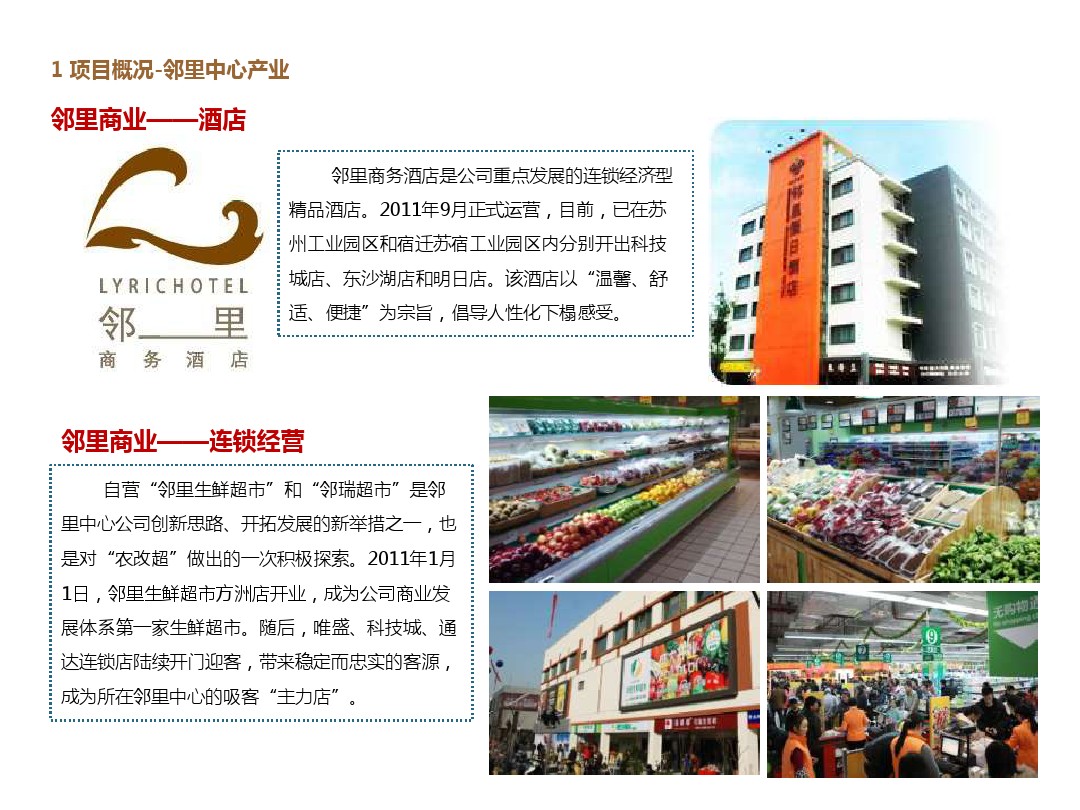 1 项目概况-邻里中心产业
邻里商业——酒店
LYRICHOTEL
邻 里
商务酒店
邻里商务酒店是公司重点发展的连锁经济型
精品酒店。2011年9月正式运营，目前，已在苏
州工业园区和宿迁苏宿工业园区内分别开出科技
城店、东沙湖店和明日店。该酒店以“温馨、舒
适、便捷”为宗旨，倡导人性化下榻感受。
邻里假日酒店
邻里商业——连锁经营
自营“邻里生鲜超市”和“邻瑞超市”是邻
里中心公司创新思路、开拓发展的新举措之一，也
是对“农改超”做出的一次积极探索。2011年1月
1日，邻里生鲜超市方洲店开业，成为公司商业发
展体系第一家生鲜超市。随后，唯盛、科技城、通
达连锁店陆续开门迎客，带来稳定而忠实的客源，
成为所在邻里中心的吸客“主力店”。
无购物通
9
7